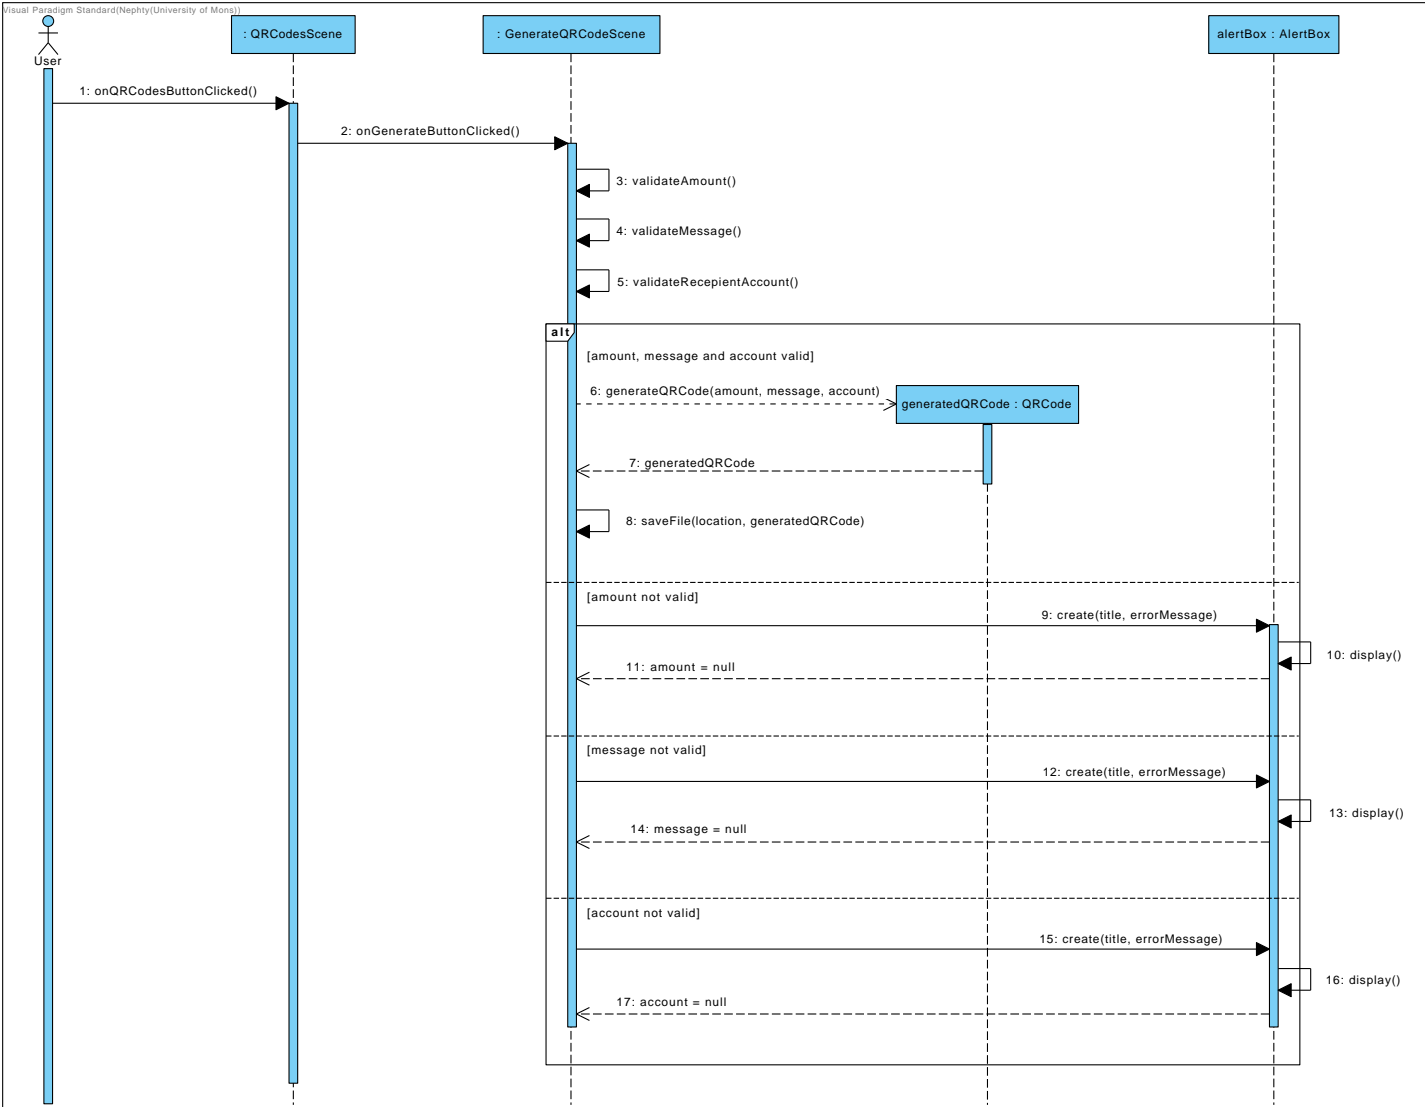 Visual Paradigm Standard(Nephty(University of Mons))
User
: QRCodesScene
: GenerateQRCodeScene
alertBox : AlertBox
1: onQRCodesButtonClicked()
2: onGenerateButtonClicked()
3: validateAmount()
4: validateMessage()
5: validateRecepientAccount()
alt
[amount, message and account valid]
6: generateQRCode(amount, message, account)
generatedQRCode : QRCode
7: generatedQRCode
8: saveFile(location, generatedQRCode)
[amount not valid]
9: create(title, errorMessage)
10: display()
11: amount = null
[message not valid]
12: create(title, errorMessage)
13: display()
14: message = null
[account not valid]
15: create(title, errorMessage)
16: display()
17: account = null